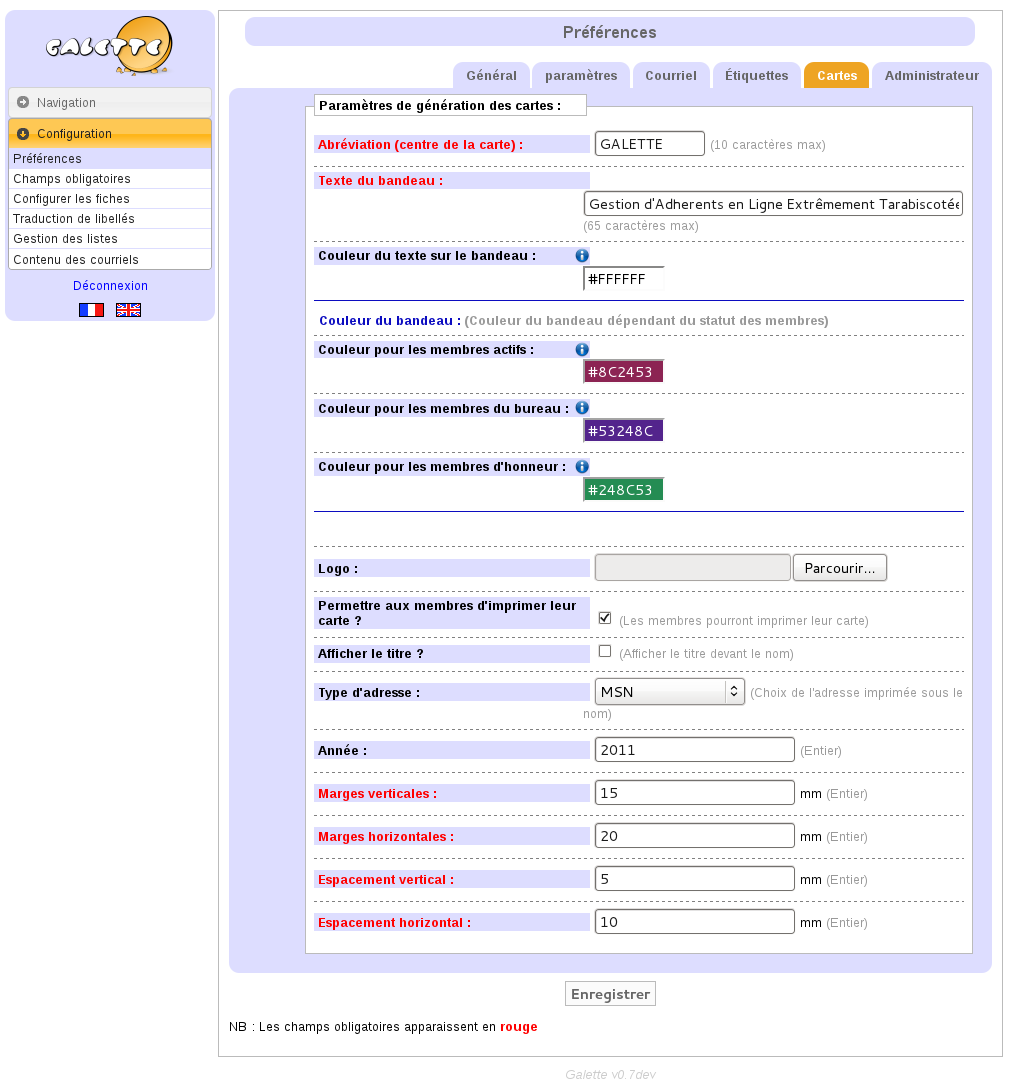 GALETTE
Navigation
Configuration
Préférences
Champs obligatoires
Configurer les fiches
Traduction de libellés
Gestion des listes
Contenu des courriels
Déconnexion
Préférences
Général paramètres Courriel Étiquettes Cartes Administrateur
Paramètres de génération des cartes :
Abréviation (centre de la carte) : GALETTE (10 caractères max)
Texte du bandeau :
Gestion d'Adherents en Ligne Extrêmement Tarabiscotée
(65 caractères max)
Couleur du texte sur le bandeau :
#FFFFFF
Couleur du bandeau : (Couleur du bandeau dépendant du statut des membres)
Couleur pour les membres actifs :
#8C2453
Couleur pour les membres du bureau :
#53248C
Couleur pour les membres d'honneur :
#248C53
Logo : Parcourir...
Permettre aux membres d'imprimer leur
carte ? (Les membres pourront imprimer leur carte)
Afficher le titre ? (Afficher le titre devant le nom)
Type d'adresse : MSN (Choix de l'adresse imprimée sous le
nom)
Année : 2011 (Entier)
Marges verticales : 15 mm (Entier)
Marges horizontales : 20 mm (Entier)
Espacement vertical : 5 mm (Entier)
Espacement horizontal : 10 mm (Entier)
Enregistrer
NB : Les champs obligatoires apparaissent en rouge
Galette v0.7dev